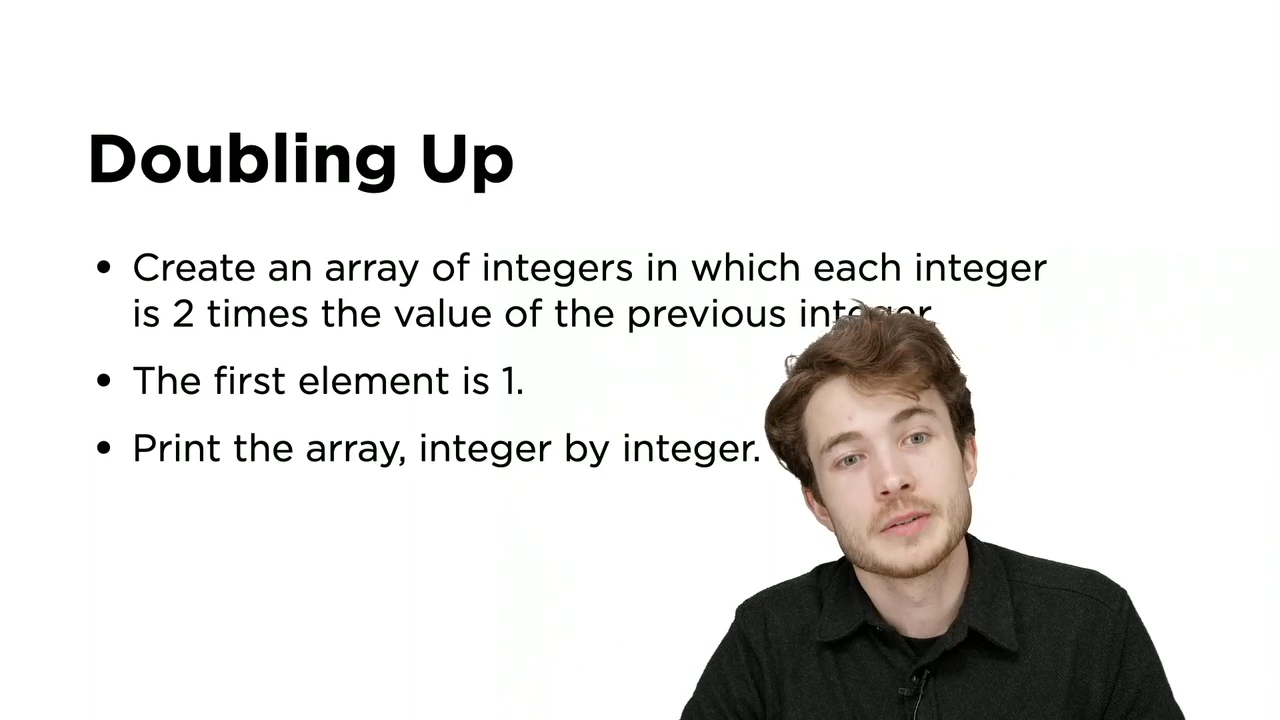 Doubling Up
• Create an array of integers in which each integer
is 2 times the value of the previous integer
• The first element is 1.
• Print the array, integer by integer.